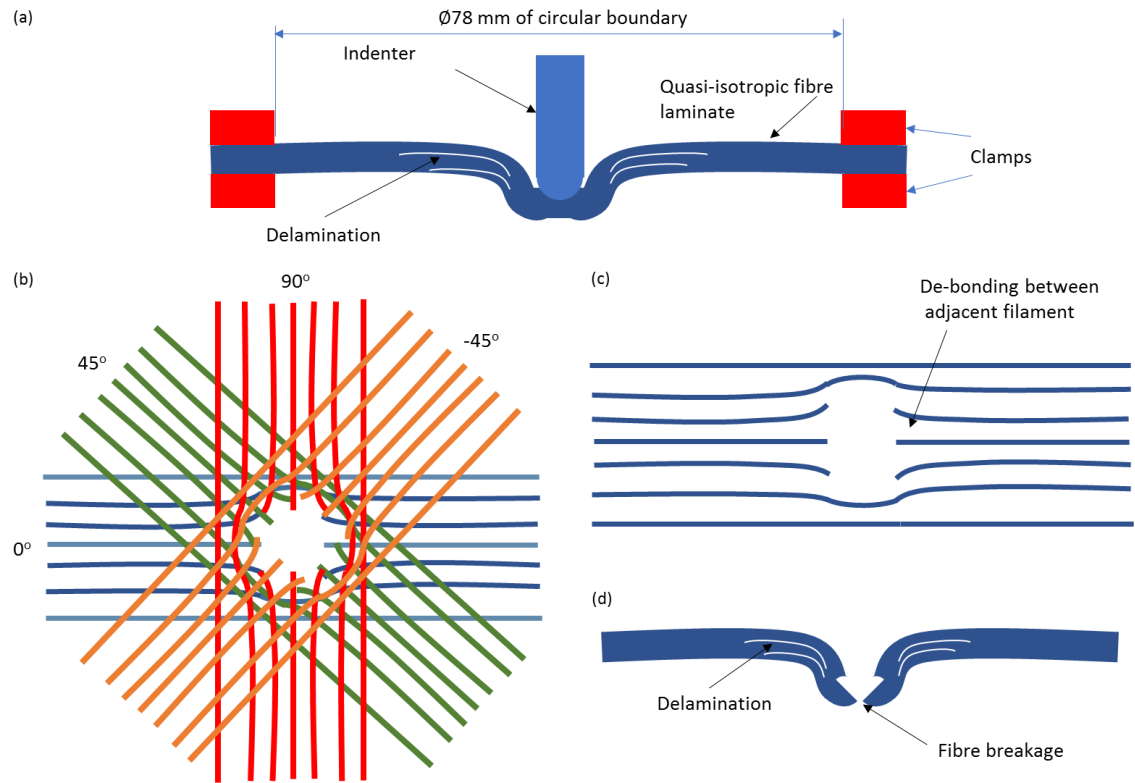 (a)
Ø78 mm of circular boundary
Indenter
Quasi-isotropic fibre
laminate
Clamps
Delamination
(b)
90°
45°
-45°
0°
(c)
De-bonding between
adjacent filament
(d)
Delamination
Fibre breakage